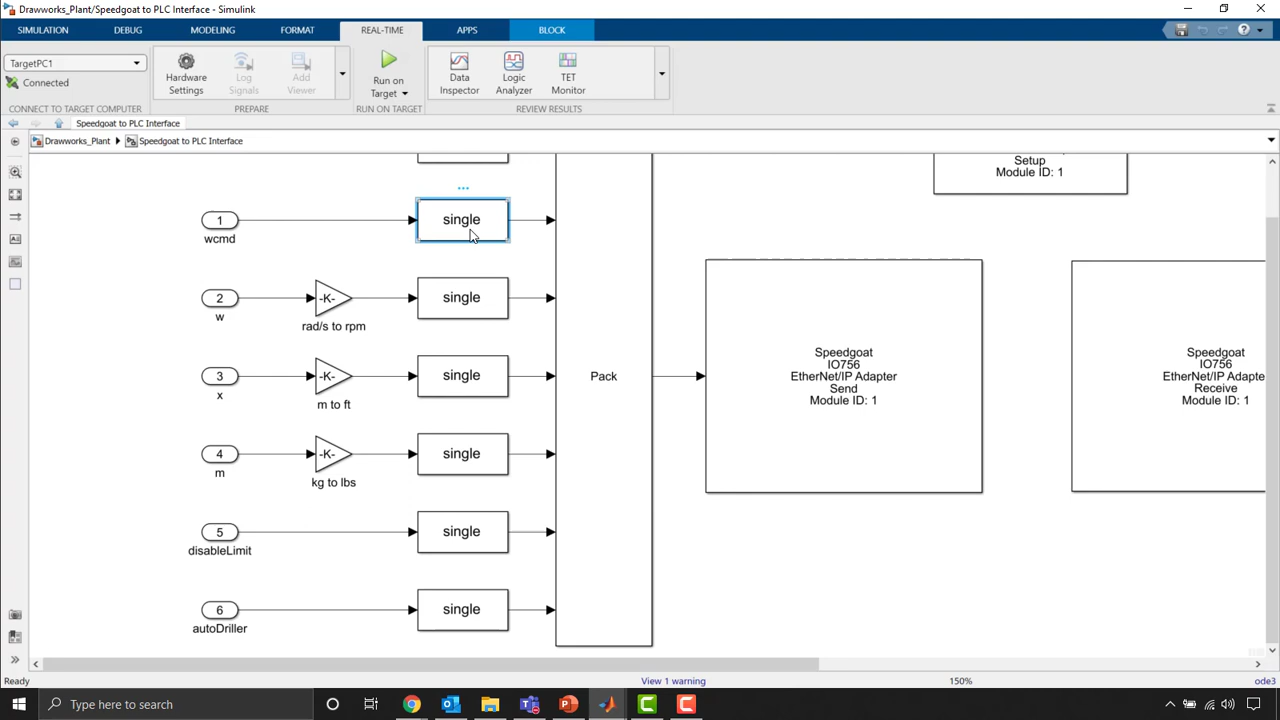 Drawworks_Plant/Speedgoat to PLC Interface - Simulink
SIMULATION DEBUG MODELING FORMAT REAL-TIME APPS BLOCK
TargetPC1
Connected
Hardware Settings
Log Signals
Add Viewer
Run on Target
Data Inspector
Logic Analyzer
TET Monitor
CONNECT TO TARGET COMPUTER PREPARE RUN ON TARGET REVIEW RESULTS
Speedgoat to PLC Interface
Drawworks_Plant Speedgoat to PLC Interface
Setup
Module ID: 1
1
wcmd
single
2
w
-K-
rad/s to rpm
single
3
x
-K-
m to ft
single
4
m
-K-
kg to lbs
single
5
disableLimit
single
6
autoDriller
single
Pack
Speedgoat
IO756
EtherNet/IP Adapter
Send
Module ID: 1
Speedgoat
IO756
EtherNet/IP Adapte
Receive
Module ID: 1
Ready View 1 warning 150% ode3
Type here to search